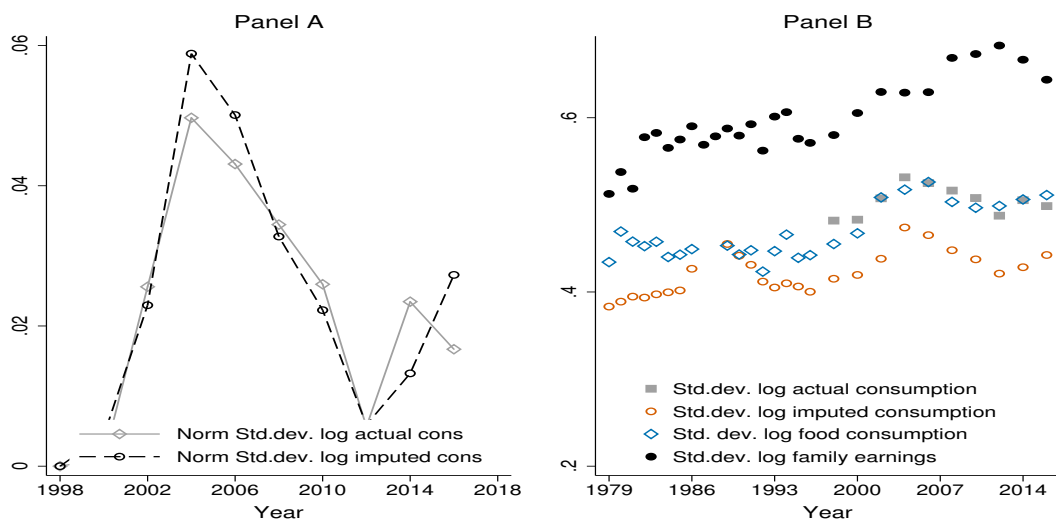 Panel A
.06
.04
.02
0
Norm Std.dev. log actual cons
Norm Std.dev. log imputed cons
1998 2002 2006 2010 2014 2018
Year
Panel B
.6
.4
.2
Std.dev. log actual consumption
Std.dev. log imputed consumption
Std. dev. log food consumption
Std.dev. log family earnings
1979 1986 1993 2000 2007 2014
Year